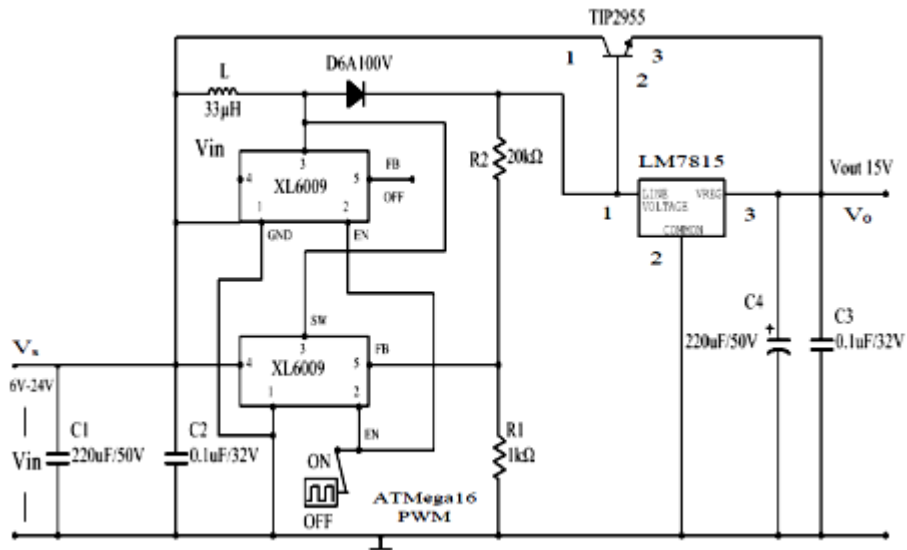 TIP2955
1
3
2
D6A100V
L
33μH
Vin
3
4
XL6009
5
FB
OFF
1
2
GND
EN
R2
20kΩ
LM7815
LINE VREG
VOLTAGE
COMMON
1
3
2
Vout 15V
Vo
SW
3
4
XL6009
5
FB
1
2
EN
Vs
6V-24V
Vin
C1
220uF/50V
C2
0.1uF/32V
ON
OFF
ATMega16
PWM
R1
1kΩ
C4
+
220uF/50V
C3
0.1uF/32V